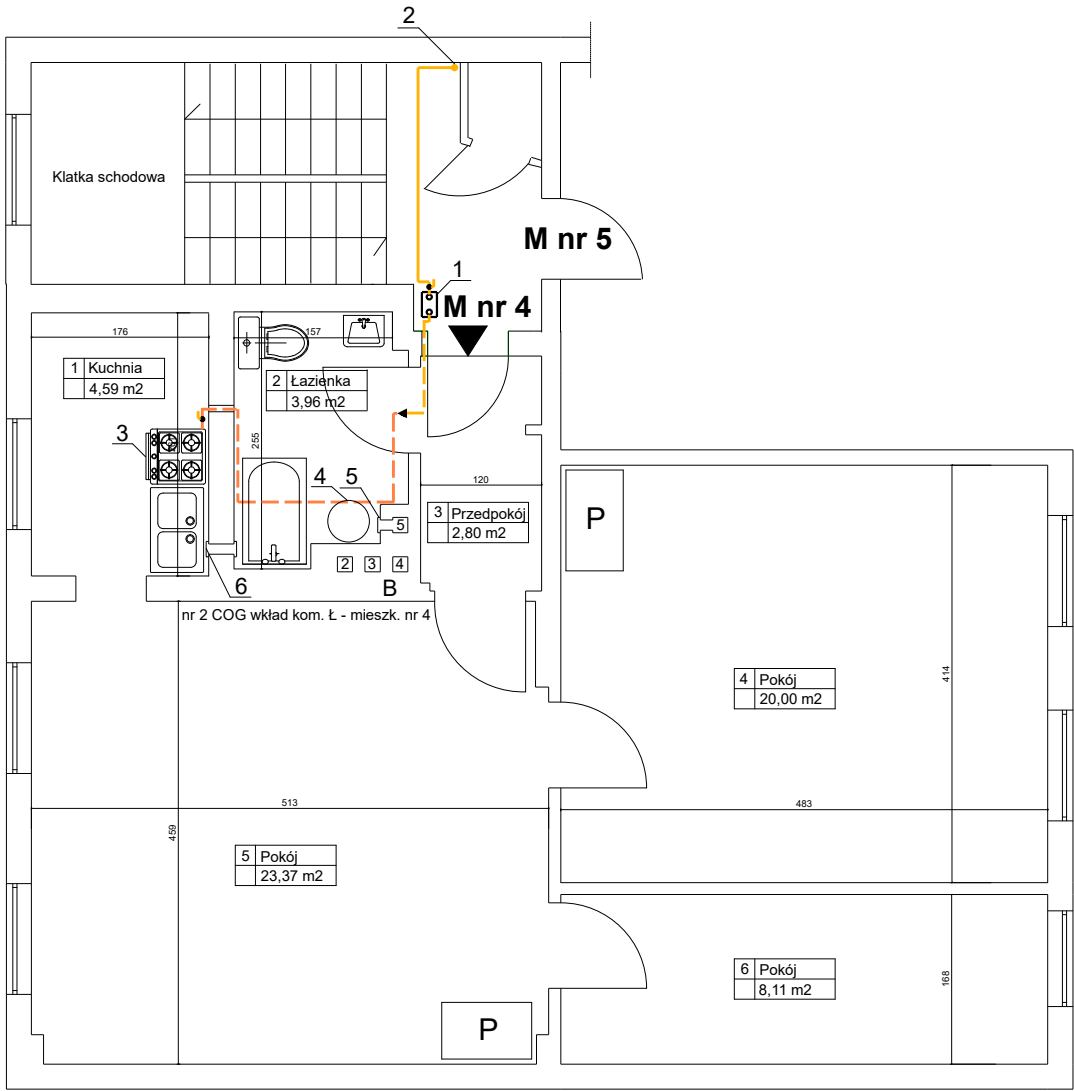 2
Klatka schodowa
M nr 5
1
M nr 4
176
157
1 Kuchnia
4,59 m2
2 Łazienka
3,96 m2
3
255
4
5
120
3 Przedpokój
2,80 m2
P
5
2 3 4
6
B
nr 2 COG wkład kom. Ł - mieszk. nr 4
4 Pokój
20,00 m2
414
513
483
459
5 Pokój
23,37 m2
6 Pokój
8,11 m2
168
P